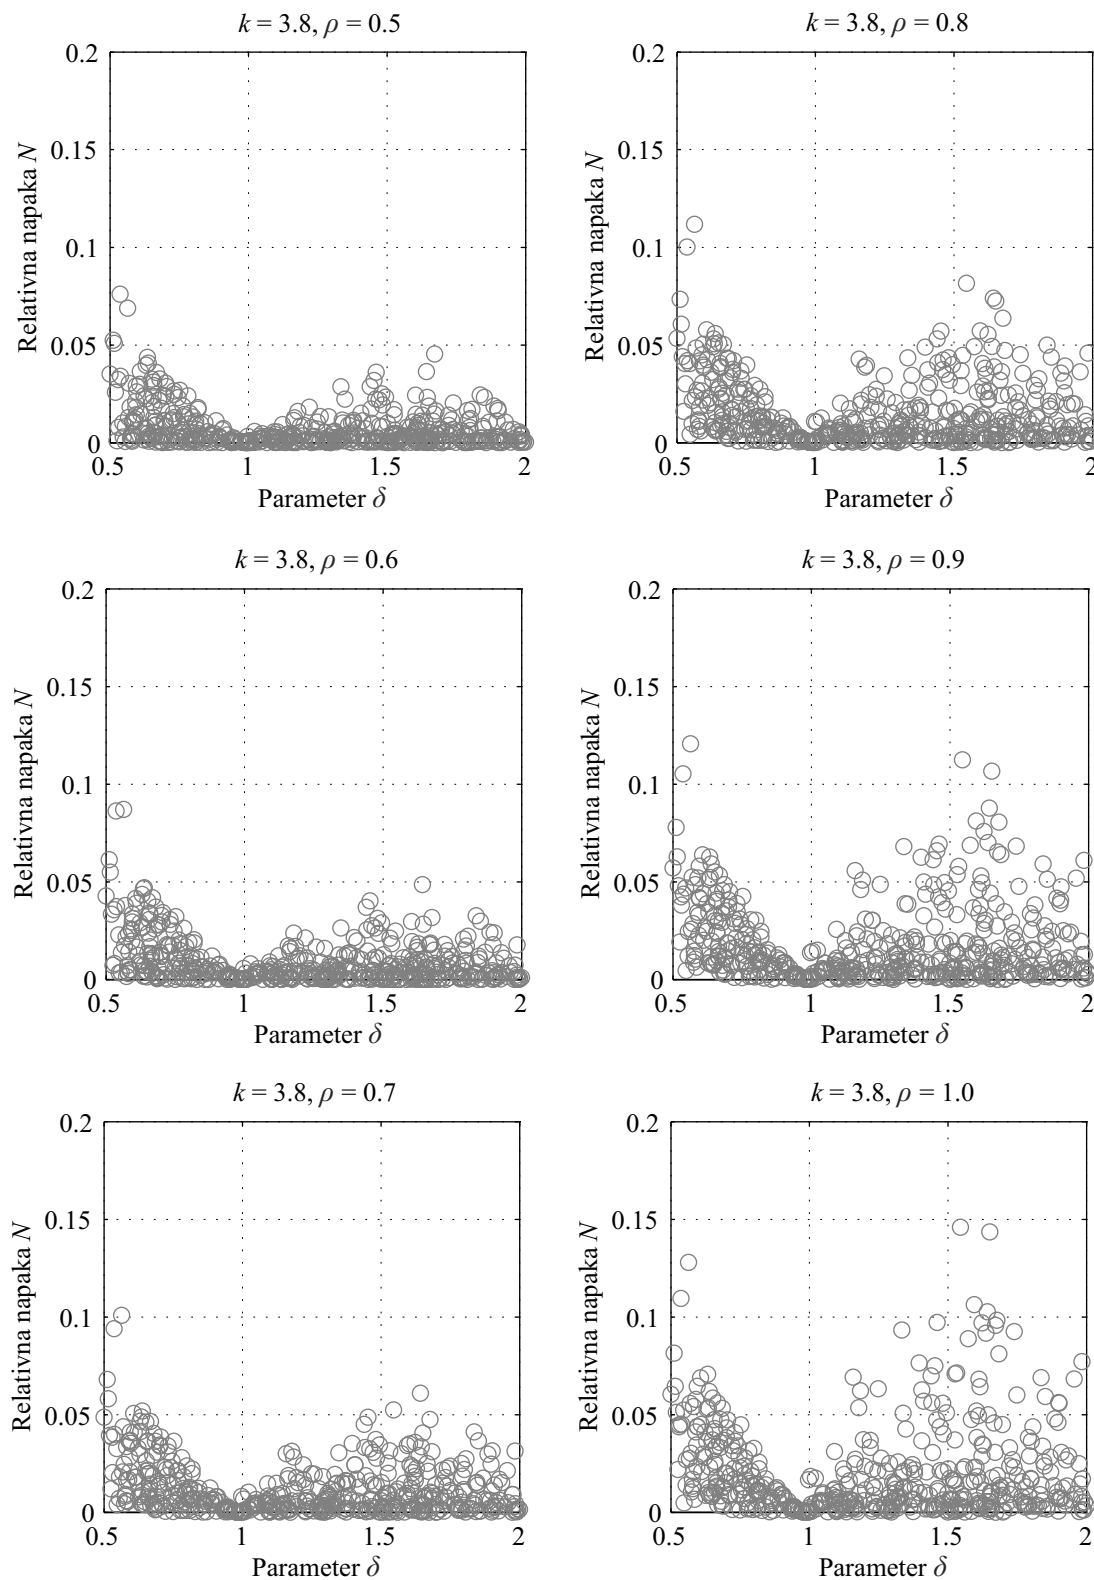 k = 3.8, ρ = 0.5
0.2
0.15
0.1
0.05
0
Relativna napaka N
0.5 1 1.5 2
Parameter δ
k = 3.8, ρ = 0.8
0.2
0.15
0.1
0.05
0
Relativna napaka N
0.5 1 1.5 2
Parameter δ
k = 3.8, ρ = 0.6
0.2
0.15
0.1
0.05
0
Relativna napaka N
0.5 1 1.5 2
Parameter δ
k = 3.8, ρ = 0.9
0.2
0.15
0.1
0.05
0
Relativna napaka N
0.5 1 1.5 2
Parameter δ
k = 3.8, ρ = 0.7
0.2
0.15
0.1
0.05
0
Relativna napaka N
0.5 1 1.5 2
Parameter δ
k = 3.8, ρ = 1.0
0.2
0.15
0.1
0.05
0
Relativna napaka N
0.5 1 1.5 2
Parameter δ